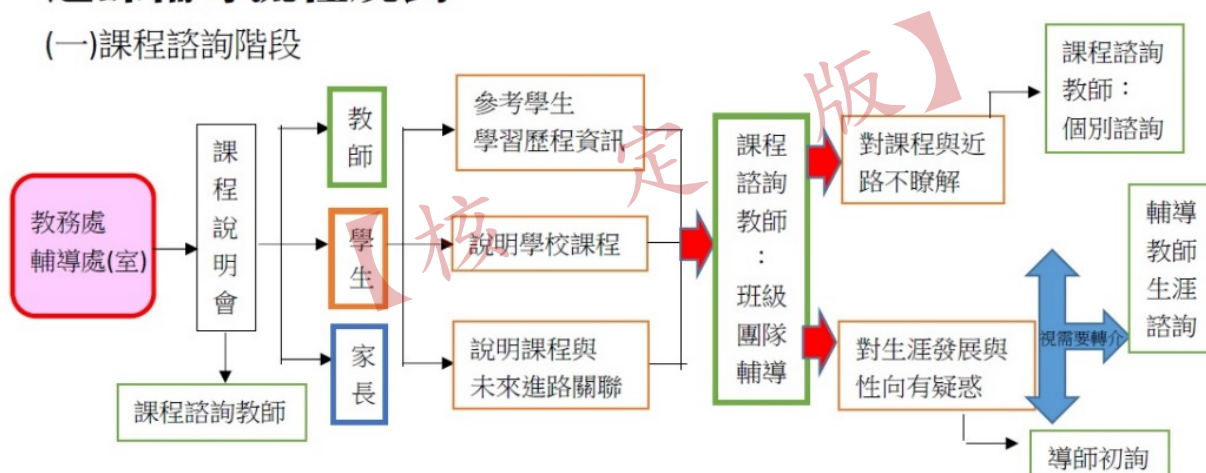 (一)課程諮詢階段
教務處
輔導處(室)
課程說明會
課程諮詢教師
教師
學生
家長
參考學生
學習歷程資訊
說明學校課程
說明課程與
未來進路關聯
課程
諮詢
教師
：
班級
團隊
輔導
對課程與近
路不瞭解
課程諮詢
教師：
個別諮詢
對生涯發展與
性向有疑惑
視需要轉介
輔導
教師
生涯
諮詢
導師初詢
【核定版】